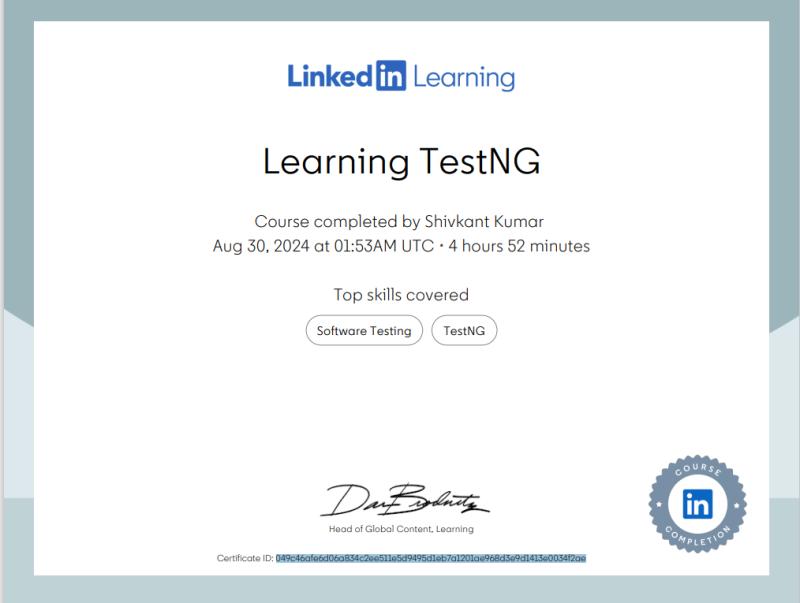 Linked in Learning
Learning TestNG
Course completed by Shivkant Kumar
Aug 30, 2024 at 01:53AM UTC • 4 hours 52 minutes
Top skills covered
Software Testing
TestNG
Head of Global Content, Learning
COURSE
in
COMPLETION
Certificate ID: 049c46afe6d06a834c2ee511e5d9495d1eb7a1201ae968d3e9d1413e0034f2ae